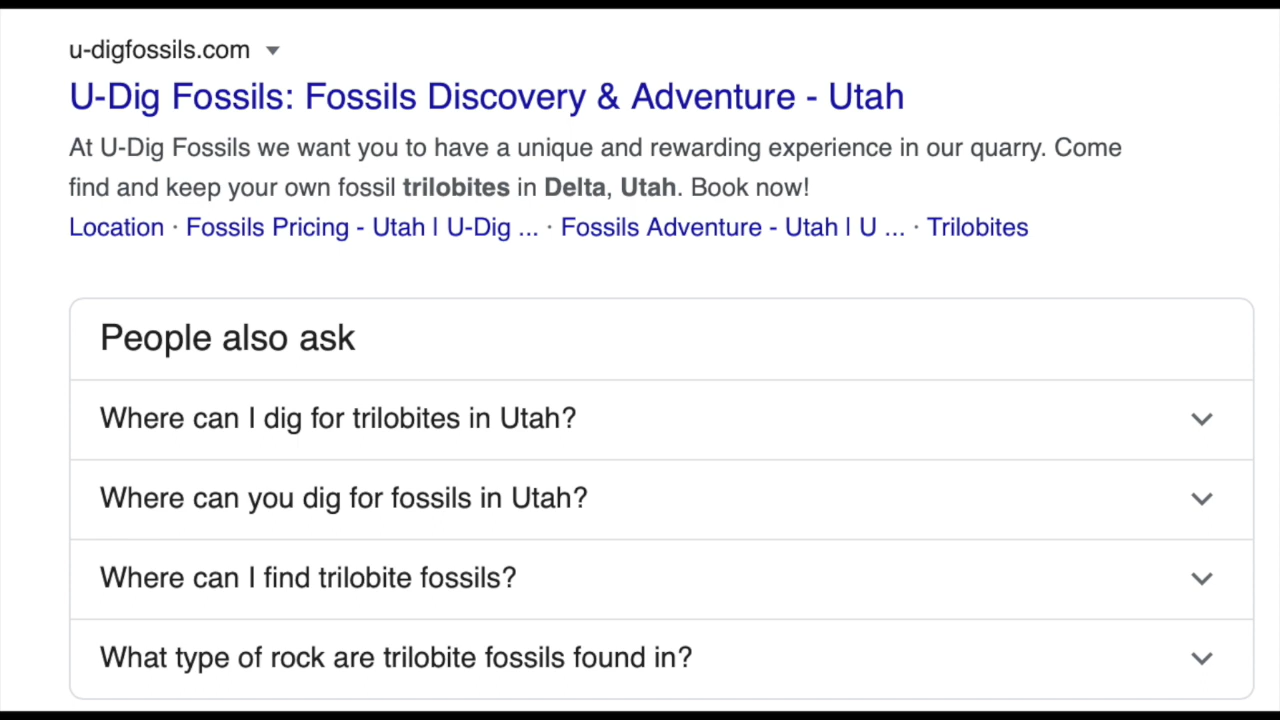 u-digfossils.com
U-Dig Fossils: Fossils Discovery & Adventure - Utah
At U-Dig Fossils we want you to have a unique and rewarding experience in our quarry. Come
find and keep your own fossil trilobites in Delta, Utah. Book now!
Location · Fossils Pricing - Utah | U-Dig ... · Fossils Adventure - Utah | U ... · Trilobites
People also ask
Where can I dig for trilobites in Utah?
Where can you dig for fossils in Utah?
Where can I find trilobite fossils?
What type of rock are trilobite fossils found in?